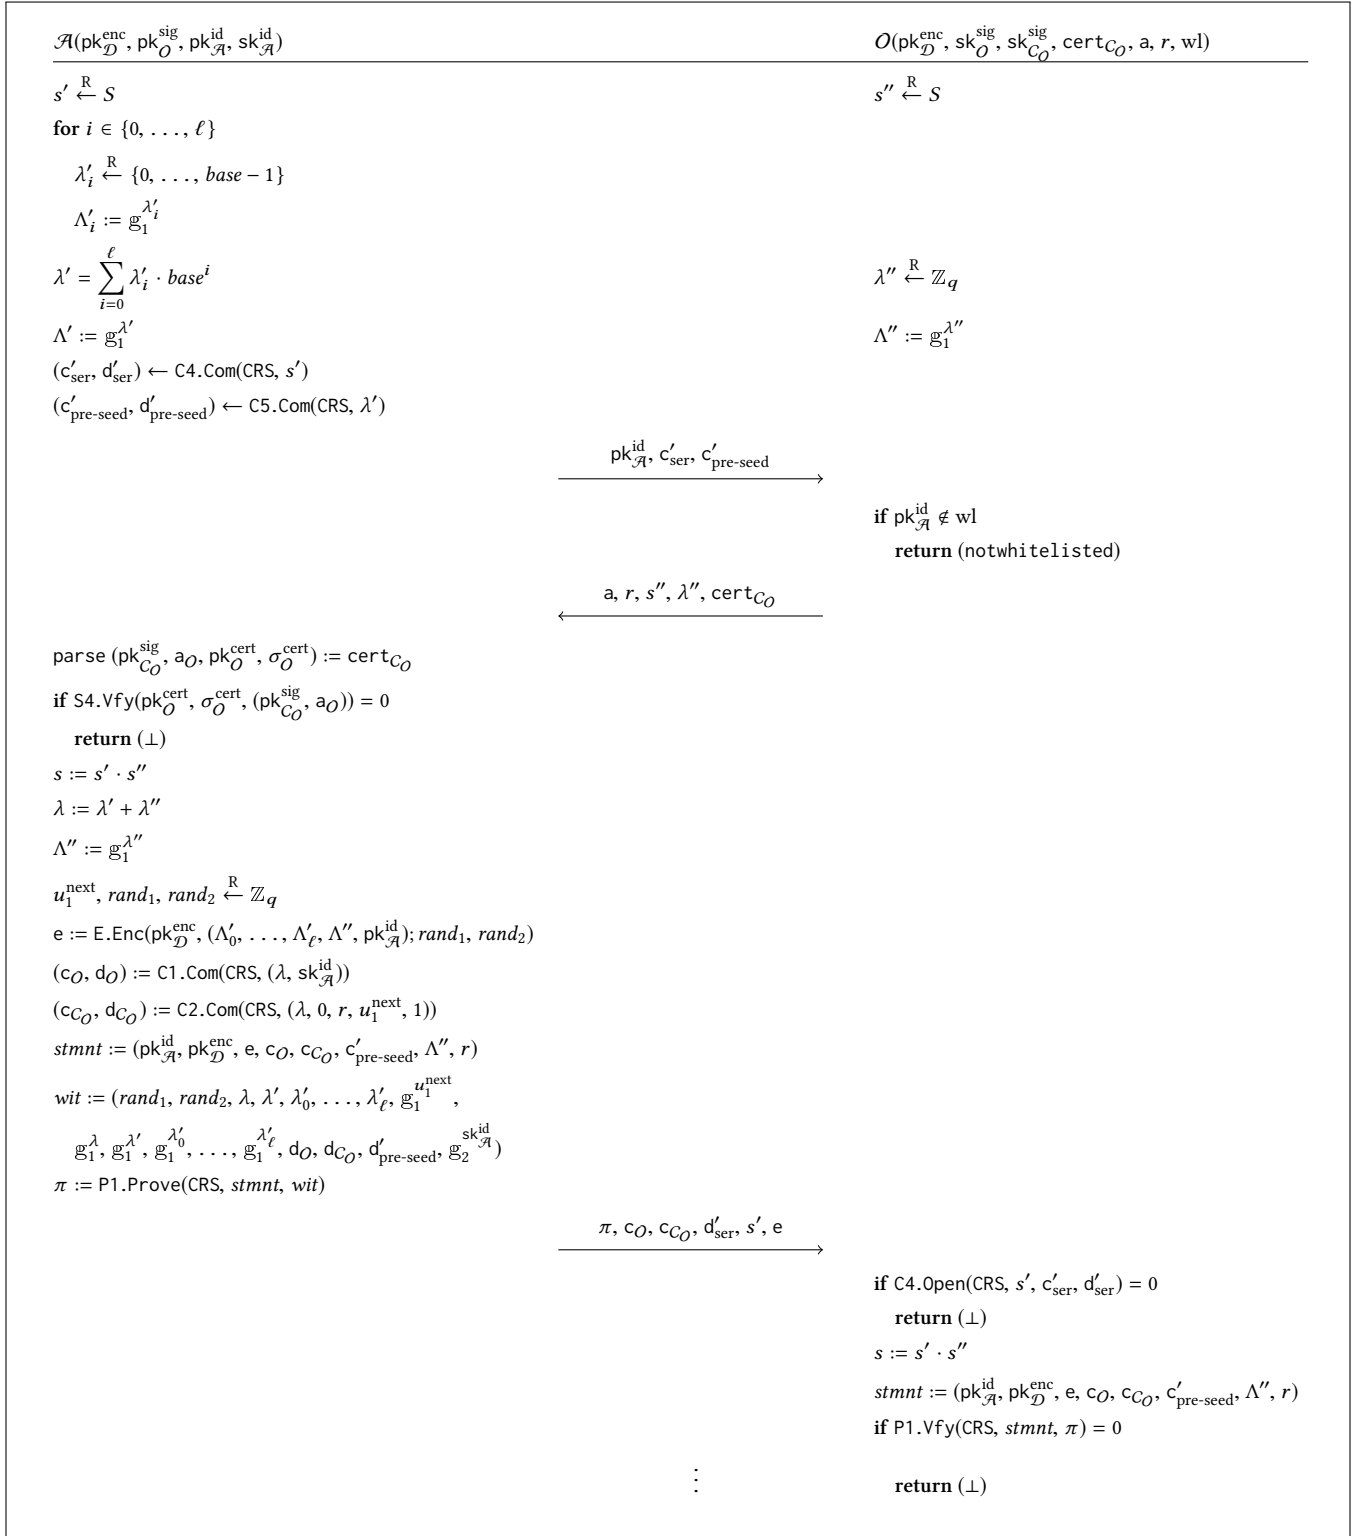 𝒜(pk_𝒟^enc, pk_𝒪^sig, pk_𝒜^id, sk_𝒜^id) 𝒪(pk_𝒟^enc, sk_𝒪^sig, sk_{𝒞_𝒪}^sig, cert_{𝒞_𝒪}, a, r, wl)
s′ ←^R S s″ ←^R S
for i ∈ {0, . . . , ℓ}
λ′_i ←^R {0, . . . , base − 1}
Λ′_i := g_1^{λ′_i}
λ′ = ∑_{i=0}^{ℓ} λ′_i · base^i λ″ ←^R ℤ_q
Λ′ := g_1^{λ′} Λ″ := g_1^{λ″}
(c′_ser, d′_ser) ← C4.Com(CRS, s′)
(c′_pre-seed, d′_pre-seed) ← C5.Com(CRS, λ′)
pk_𝒜^id, c′_ser, c′_pre-seed
if pk_𝒜^id ∉ wl
return (notwhitelisted)
a, r, s″, λ″, cert_{𝒞_𝒪}
parse (pk_{𝒞_𝒪}^sig, a_𝒪, pk_𝒪^cert, σ_𝒪^cert) := cert_{𝒞_𝒪}
if S4.Vfy(pk_𝒪^cert, σ_𝒪^cert, (pk_{𝒞_𝒪}^sig, a_𝒪)) = 0
return (⊥)
s := s′ · s″
λ := λ′ + λ″
Λ″ := g_1^{λ″}
u_1^next, rand_1, rand_2 ←^R ℤ_q
e := E.Enc(pk_𝒟^enc, (Λ′_0, . . . , Λ′_ℓ, Λ″, pk_𝒜^id); rand_1, rand_2)
(c_𝒪, d_𝒪) := C1.Com(CRS, (λ, sk_𝒜^id))
(c_{𝒞_𝒪}, d_{𝒞_𝒪}) := C2.Com(CRS, (λ, 0, r, u_1^next, 1))
stmnt := (pk_𝒜^id, pk_𝒟^enc, e, c_𝒪, c_{𝒞_𝒪}, c′_pre-seed, Λ″, r)
wit := (rand_1, rand_2, λ, λ′, λ′_0, . . . , λ′_ℓ, g_1^{u_1^next},
g_1^λ, g_1^{λ′}, g_1^{λ′_0}, . . . , g_1^{λ′_ℓ}, d_𝒪, d_{𝒞_𝒪}, d′_pre-seed, g_2^{sk_𝒜^id})
π := P1.Prove(CRS, stmnt, wit)
π, c_𝒪, c_{𝒞_𝒪}, d′_ser, s′, e
if C4.Open(CRS, s′, c′_ser, d′_ser) = 0
return (⊥)
s := s′ · s″
stmnt := (pk_𝒜^id, pk_𝒟^enc, e, c_𝒪, c_{𝒞_𝒪}, c′_pre-seed, Λ″, r)
if P1.Vfy(CRS, stmnt, π) = 0
⋮ return (⊥)